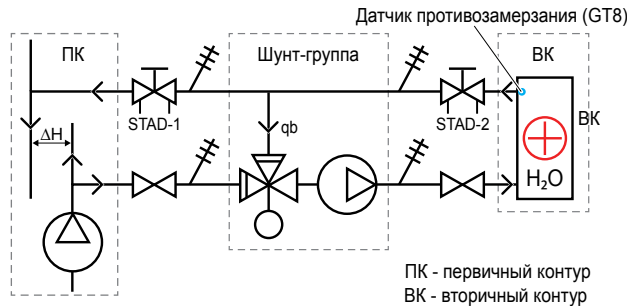 Датчик противозамерзания (GT8)
ПК
Шунт-группа
ВК
STAD-1
qb
STAD-2
ВК
ΔH
H₂O
ПК - первичный контур
ВК - вторичный контур